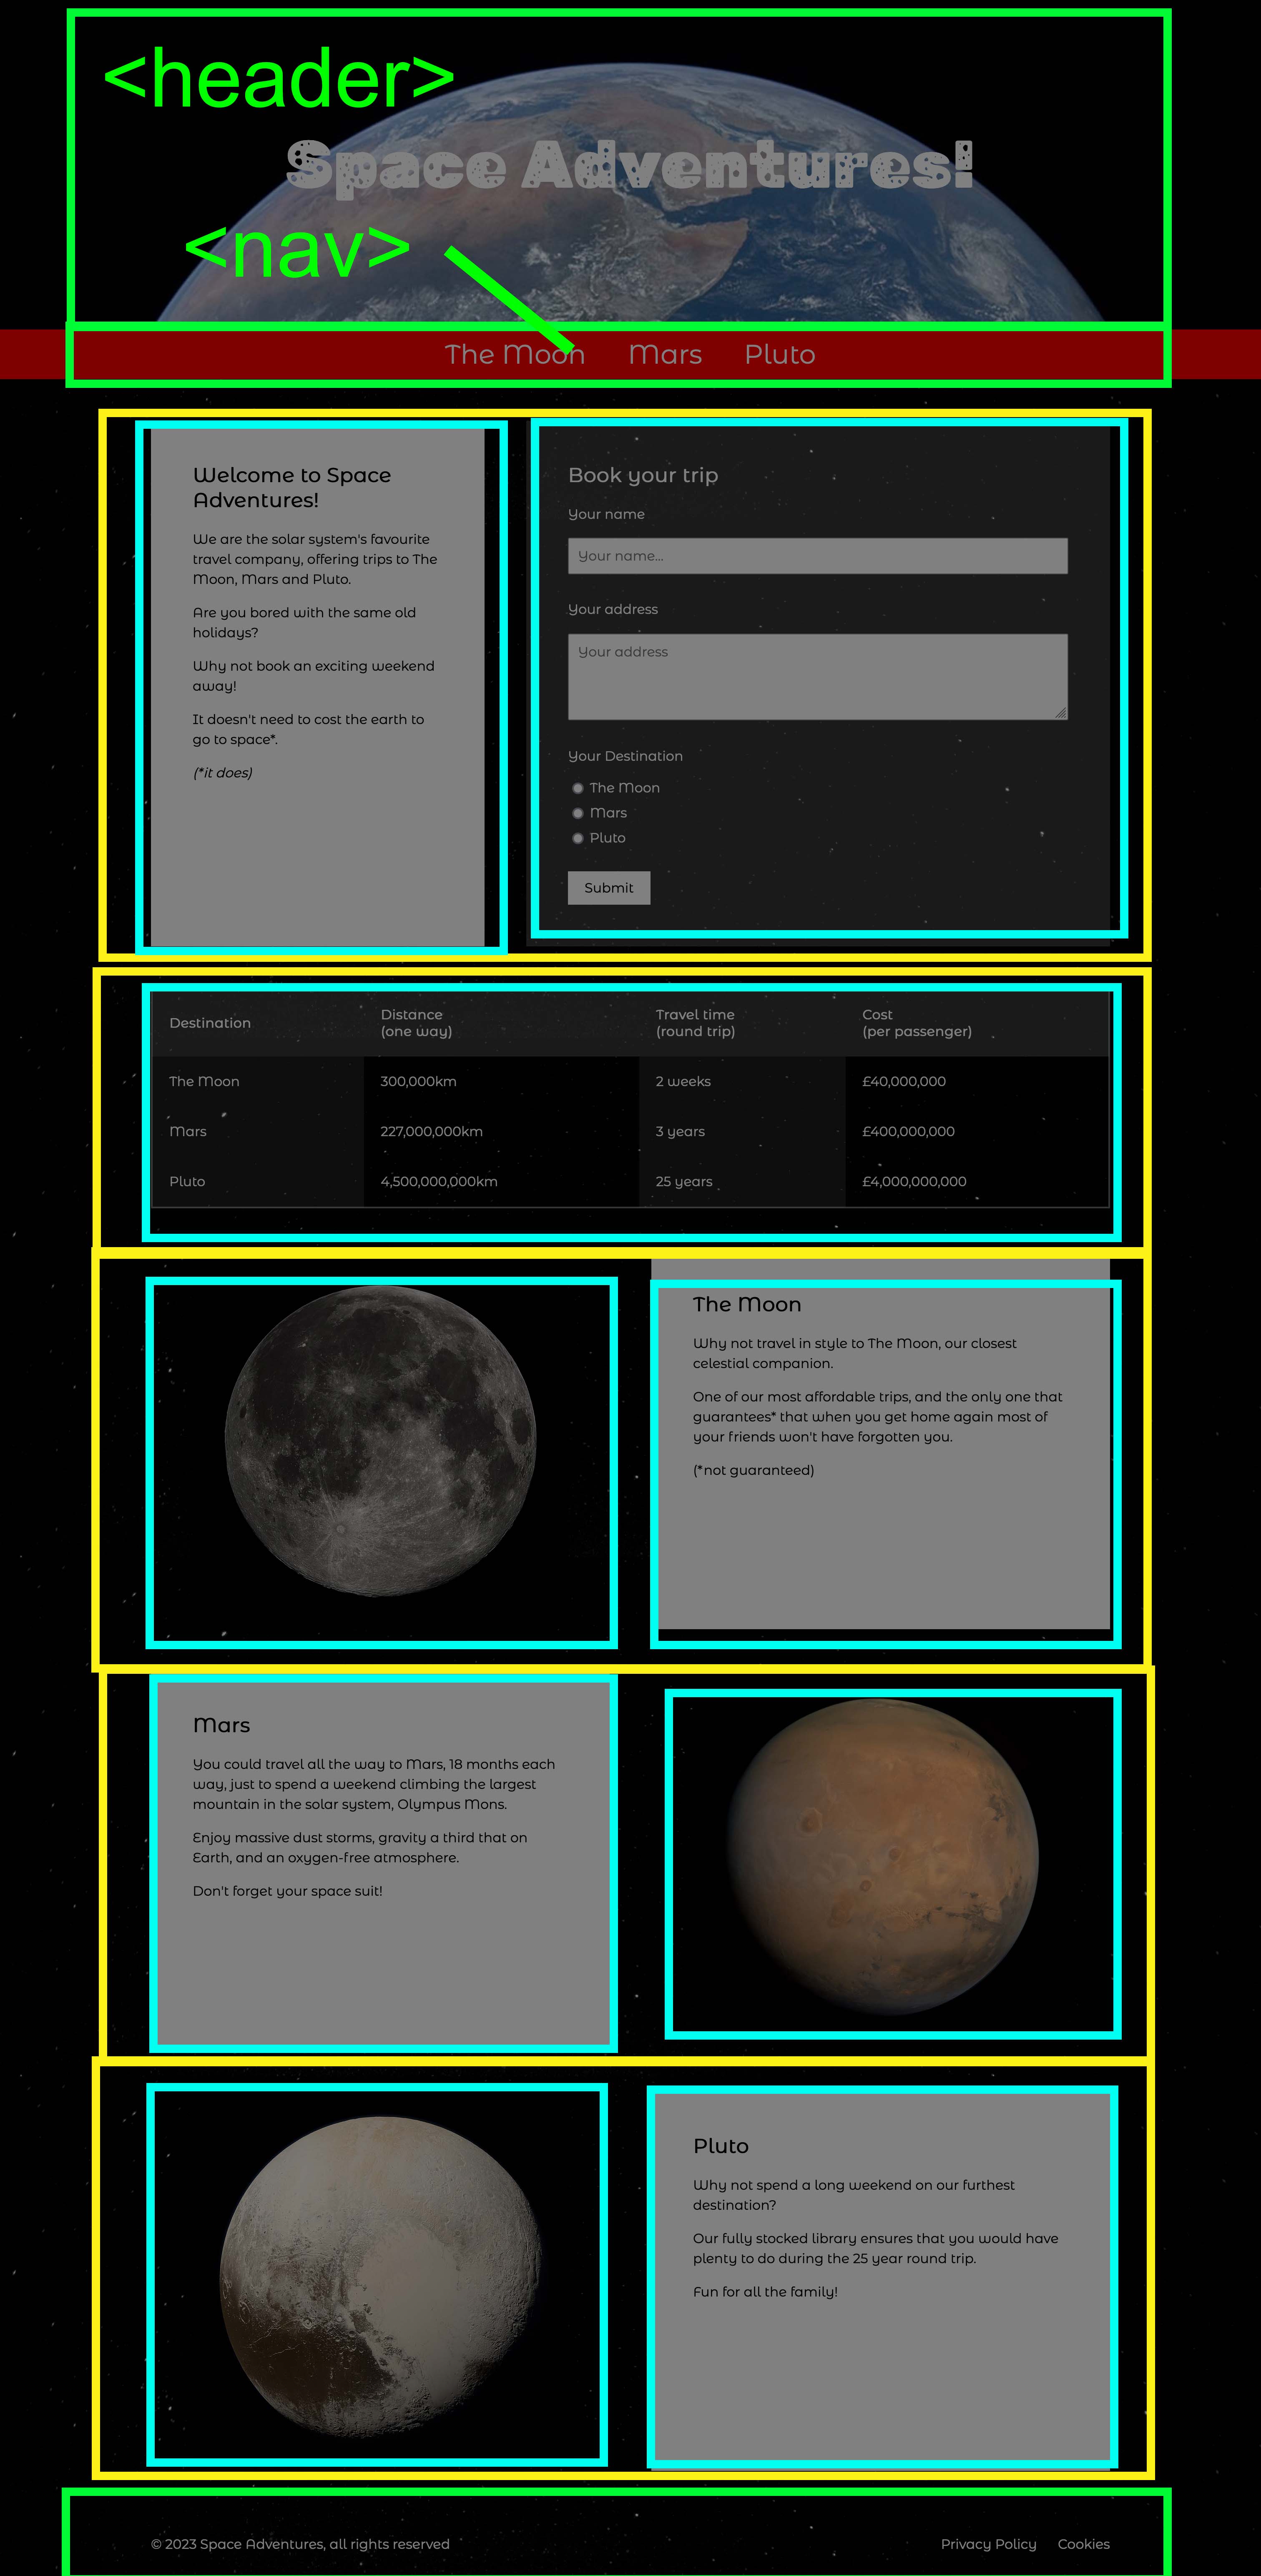 <header>
Space Adventures!
<nav>
The Moon Mars Pluto
Welcome to Space
Adventures!
We are the solar system's favourite
travel company, offering trips to The
Moon, Mars and Pluto.
Are you bored with the same old
holidays?
Why not book an exciting weekend
away!
It doesn't need to cost the earth to
go to space*.
(*it does)
Book your trip
Your name
Your name...
Your address
Your address
Your Destination
The Moon
Mars
Pluto
Submit
Destination
Distance
(one way)
Travel time
(round trip)
Cost
(per passenger)
The Moon 300,000km 2 weeks £40,000,000
Mars 227,000,000km 3 years £400,000,000
Pluto 4,500,000,000km 25 years £4,000,000,000
The Moon
Why not travel in style to The Moon, our closest
celestial companion.
One of our most affordable trips, and the only one that
guarantees* that when you get home again most of
your friends won't have forgotten you.
(*not guaranteed)
Mars
You could travel all the way to Mars, 18 months each
way, just to spend a weekend climbing the largest
mountain in the solar system, Olympus Mons.
Enjoy massive dust storms, gravity a third that on
Earth, and an oxygen-free atmosphere.
Don't forget your space suit!
Pluto
Why not spend a long weekend on our furthest
destination?
Our fully stocked library ensures that you would have
plenty to do during the 25 year round trip.
Fun for all the family!
© 2023 Space Adventures, all rights reserved Privacy Policy Cookies